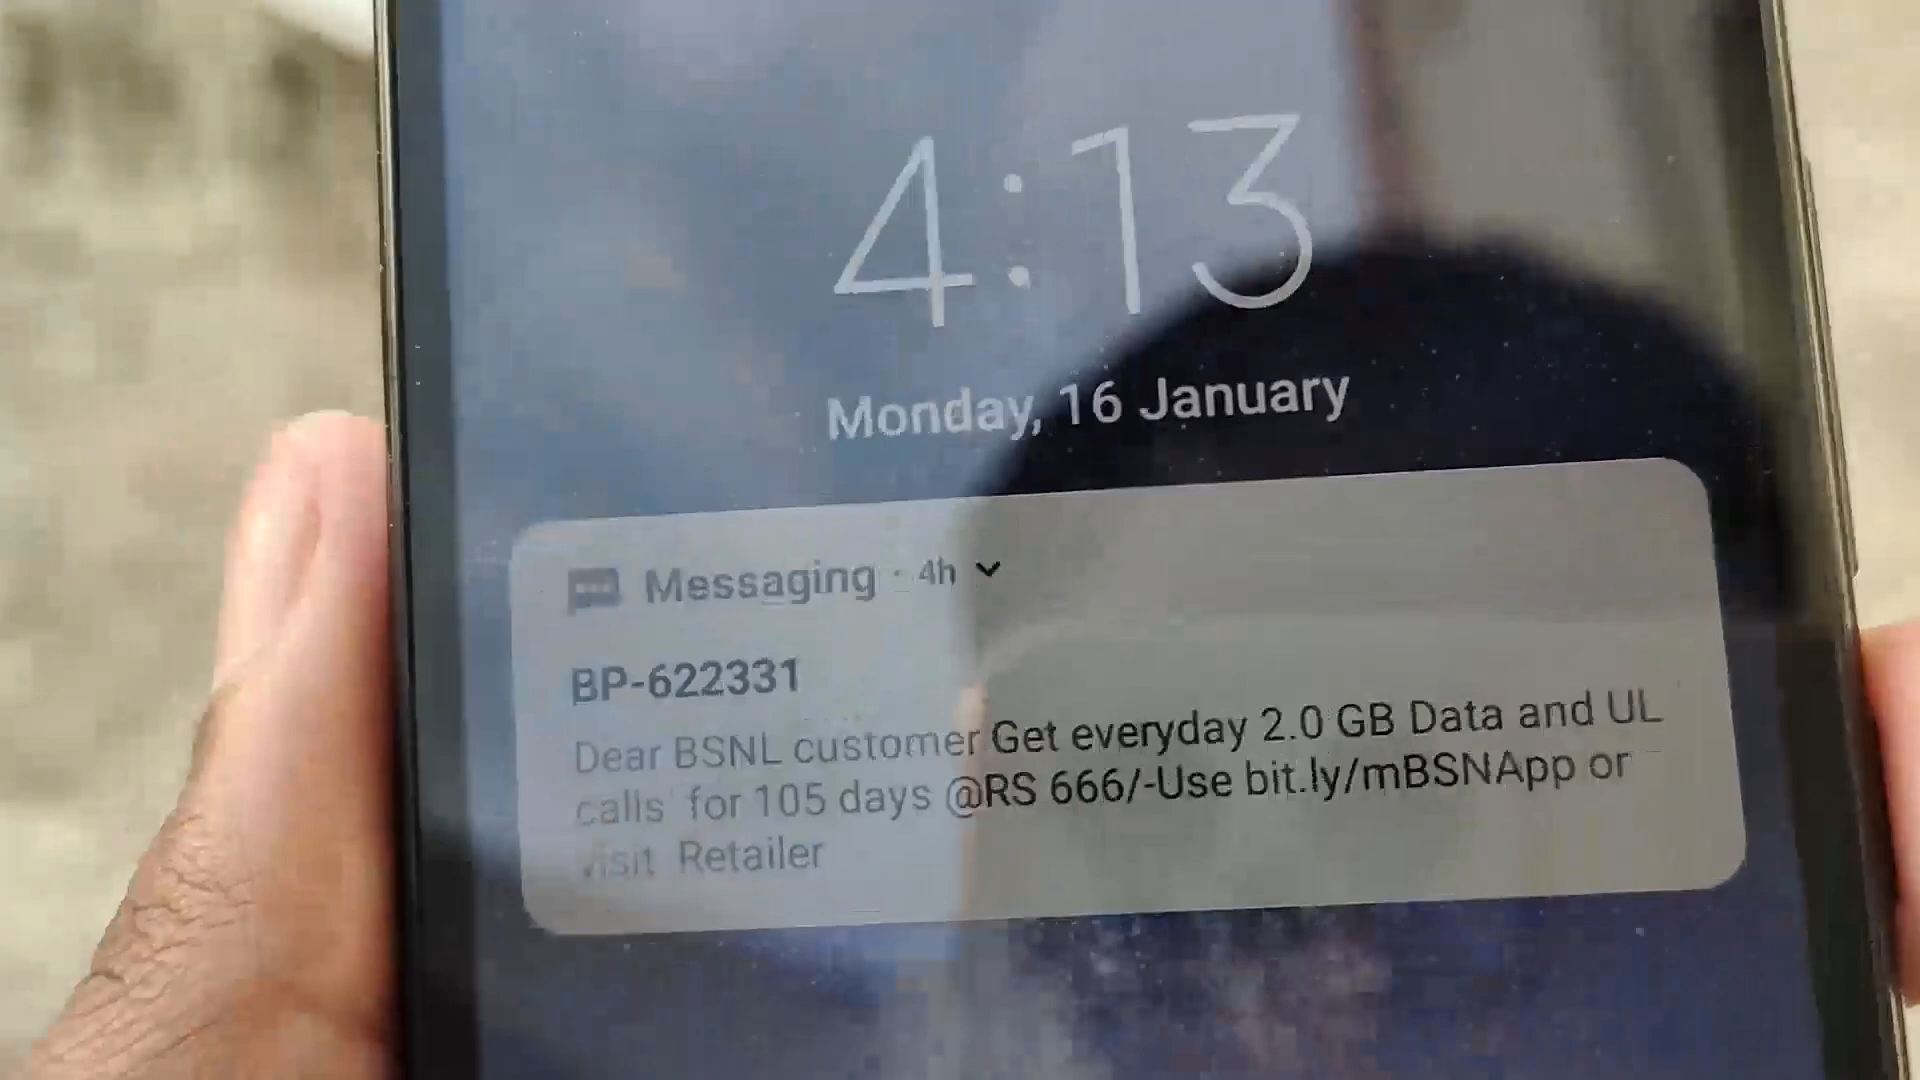 4:13
Monday, 16 January
Messaging · 4h
BP-622331
Dear BSNL customer Get everyday 2.0 GB Data and UL
calls for 105 days @RS 666/-Use bit.ly/mBSNApp or
visit Retailer